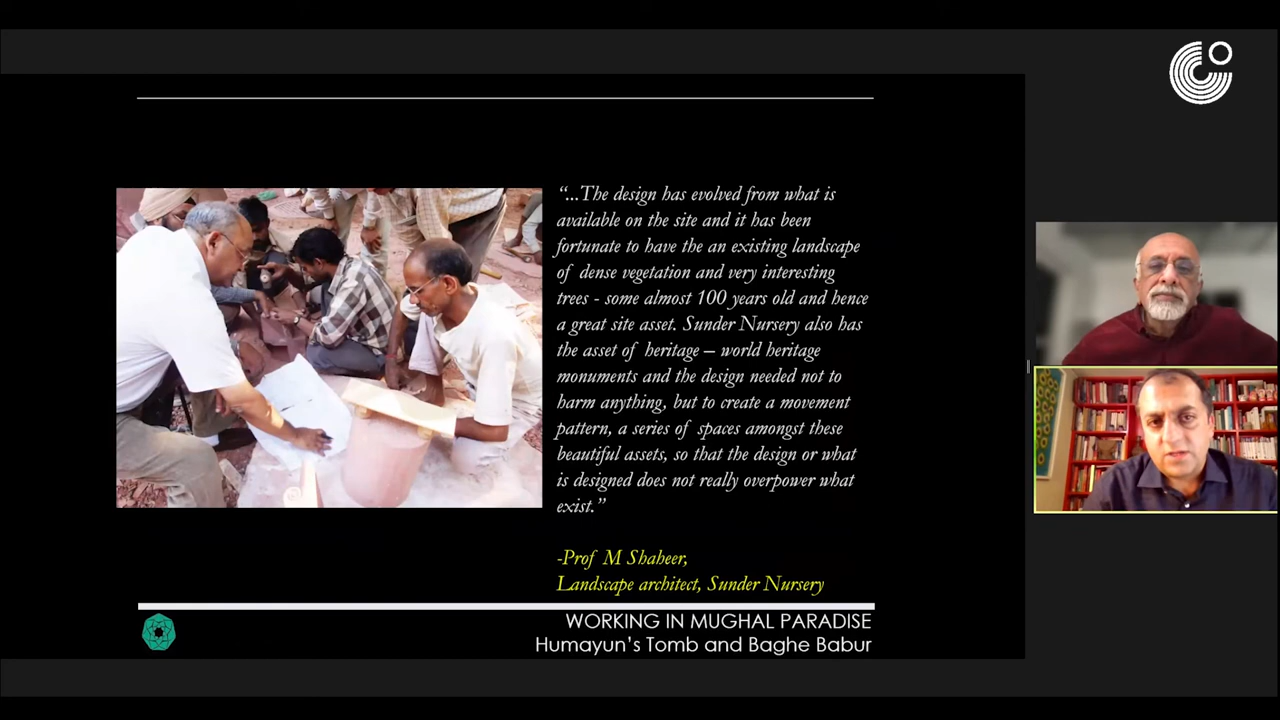 “...The design has evolved from what is
available on the site and it has been
fortunate to have the an existing landscape
of dense vegetation and very interesting
trees - some almost 100 years old and hence
a great site asset. Sunder Nursery also has
the asset of heritage – world heritage
monuments and the design needed not to
harm anything, but to create a movement
pattern, a series of spaces amongst these
beautiful assets, so that the design or what
is designed does not really overpower what
exist.”
-Prof M Shaheer,
Landscape architect, Sunder Nursery
WORKING IN MUGHAL PARADISE
Humayun’s Tomb and Baghe Babur